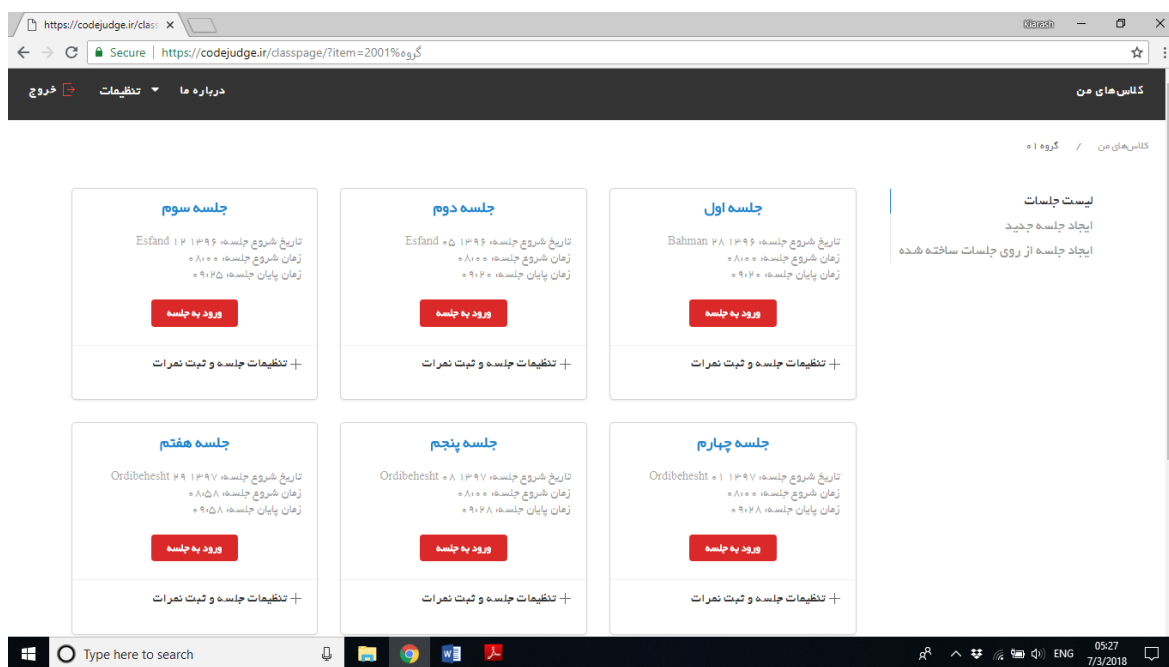 https://codejudge.ir/clas
Kiarash
Secure | https://codejudge.ir/classpage/?item=2001%گروه
کلاس‌های من
درباره ما
تنظیمات
خروج
کلاس‌های من / گروه ۰۱
لیست جلسات
ایجاد جلسه جدید
ایجاد جلسه از روی جلسات ساخته شده
جلسه اول
تاریخ شروع جلسه: ۱۳۹۶ Bahman ۲۸
زمان شروع جلسه: ۰۸:۰۰
زمان پایان جلسه: ۰۹:۲۰
ورود به جلسه
+ تنظیمات جلسه و ثبت نمرات
جلسه دوم
تاریخ شروع جلسه: ۱۳۹۶ Esfand ۰۵
زمان شروع جلسه: ۰۸:۰۰
زمان پایان جلسه: ۰۹:۲۰
ورود به جلسه
+ تنظیمات جلسه و ثبت نمرات
جلسه سوم
تاریخ شروع جلسه: ۱۳۹۶ Esfand ۱۲
زمان شروع جلسه: ۰۸:۰۰
زمان پایان جلسه: ۰۹:۲۵
ورود به جلسه
+ تنظیمات جلسه و ثبت نمرات
جلسه چهارم
تاریخ شروع جلسه: ۱۳۹۷ Ordibehesht ۰۱
زمان شروع جلسه: ۰۸:۰۰
زمان پایان جلسه: ۰۹:۲۸
ورود به جلسه
+ تنظیمات جلسه و ثبت نمرات
جلسه پنجم
تاریخ شروع جلسه: ۱۳۹۷ Ordibehesht ۰۸
زمان شروع جلسه: ۰۸:۰۰
زمان پایان جلسه: ۰۹:۲۸
ورود به جلسه
+ تنظیمات جلسه و ثبت نمرات
جلسه هفتم
تاریخ شروع جلسه: ۱۳۹۷ Ordibehesht ۲۹
زمان شروع جلسه: ۰۸:۵۸
زمان پایان جلسه: ۰۹:۵۸
ورود به جلسه
+ تنظیمات جلسه و ثبت نمرات
Type here to search
ENG
05:27
7/3/2018